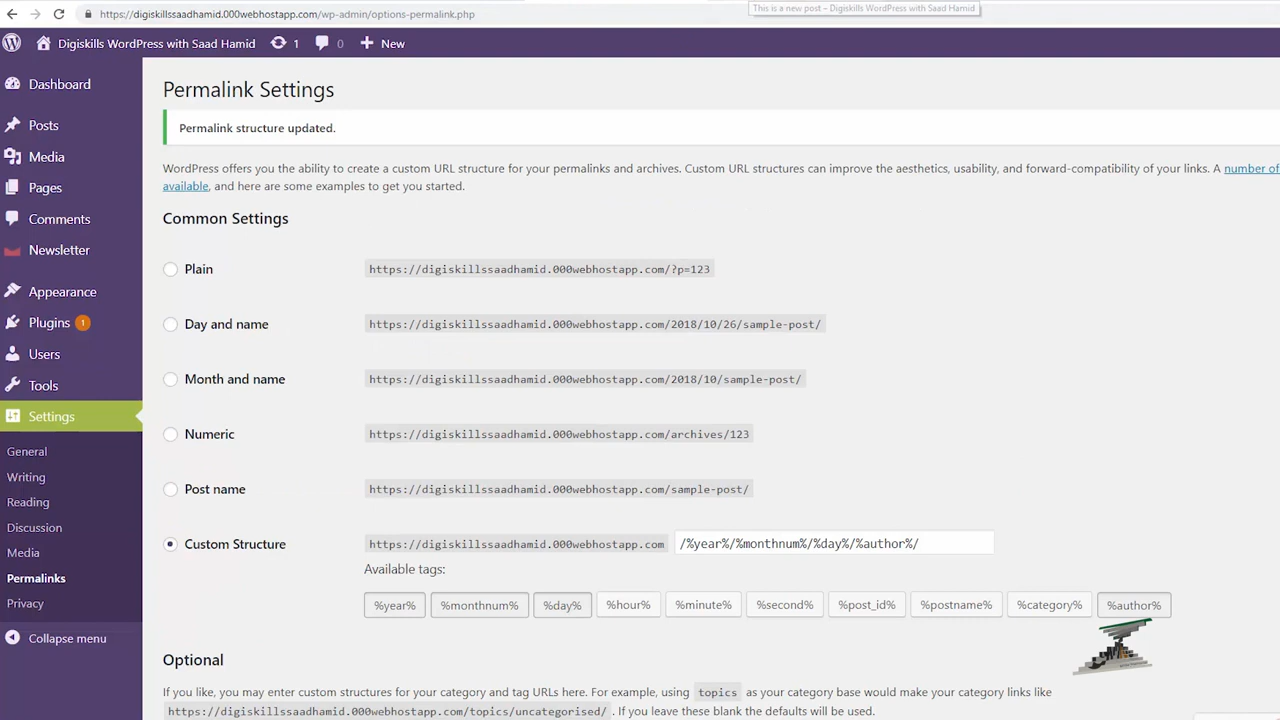 This is a new post – Digiskills WordPress with Saad Hamid
https://digiskillssaadhamid.000webhostapp.com/wp-admin/options-permalink.php
Digiskills WordPress with Saad Hamid 1 0 New
Dashboard
Posts
Media
Pages
Comments
Newsletter
Appearance
Plugins 1
Users
Tools
Settings
General
Writing
Reading
Discussion
Media
Permalinks
Privacy
Collapse menu
Permalink Settings
Permalink structure updated.
WordPress offers you the ability to create a custom URL structure for your permalinks and archives. Custom URL structures can improve the aesthetics, usability, and forward-compatibility of your links. A number of
available, and here are some examples to get you started.
Common Settings
Plain https://digiskillssaadhamid.000webhostapp.com/?p=123
Day and name https://digiskillssaadhamid.000webhostapp.com/2018/10/26/sample-post/
Month and name https://digiskillssaadhamid.000webhostapp.com/2018/10/sample-post/
Numeric https://digiskillssaadhamid.000webhostapp.com/archives/123
Post name https://digiskillssaadhamid.000webhostapp.com/sample-post/
Custom Structure https://digiskillssaadhamid.000webhostapp.com /%year%/%monthnum%/%day%/%author%/
Available tags:
%year% %monthnum% %day% %hour% %minute% %second% %post_id% %postname% %category% %author%
Optional
If you like, you may enter custom structures for your category and tag URLs here. For example, using topics as your category base would make your category links like
https://digiskillssaadhamid.000webhostapp.com/topics/uncategorised/ . If you leave these blank the defaults will be used.